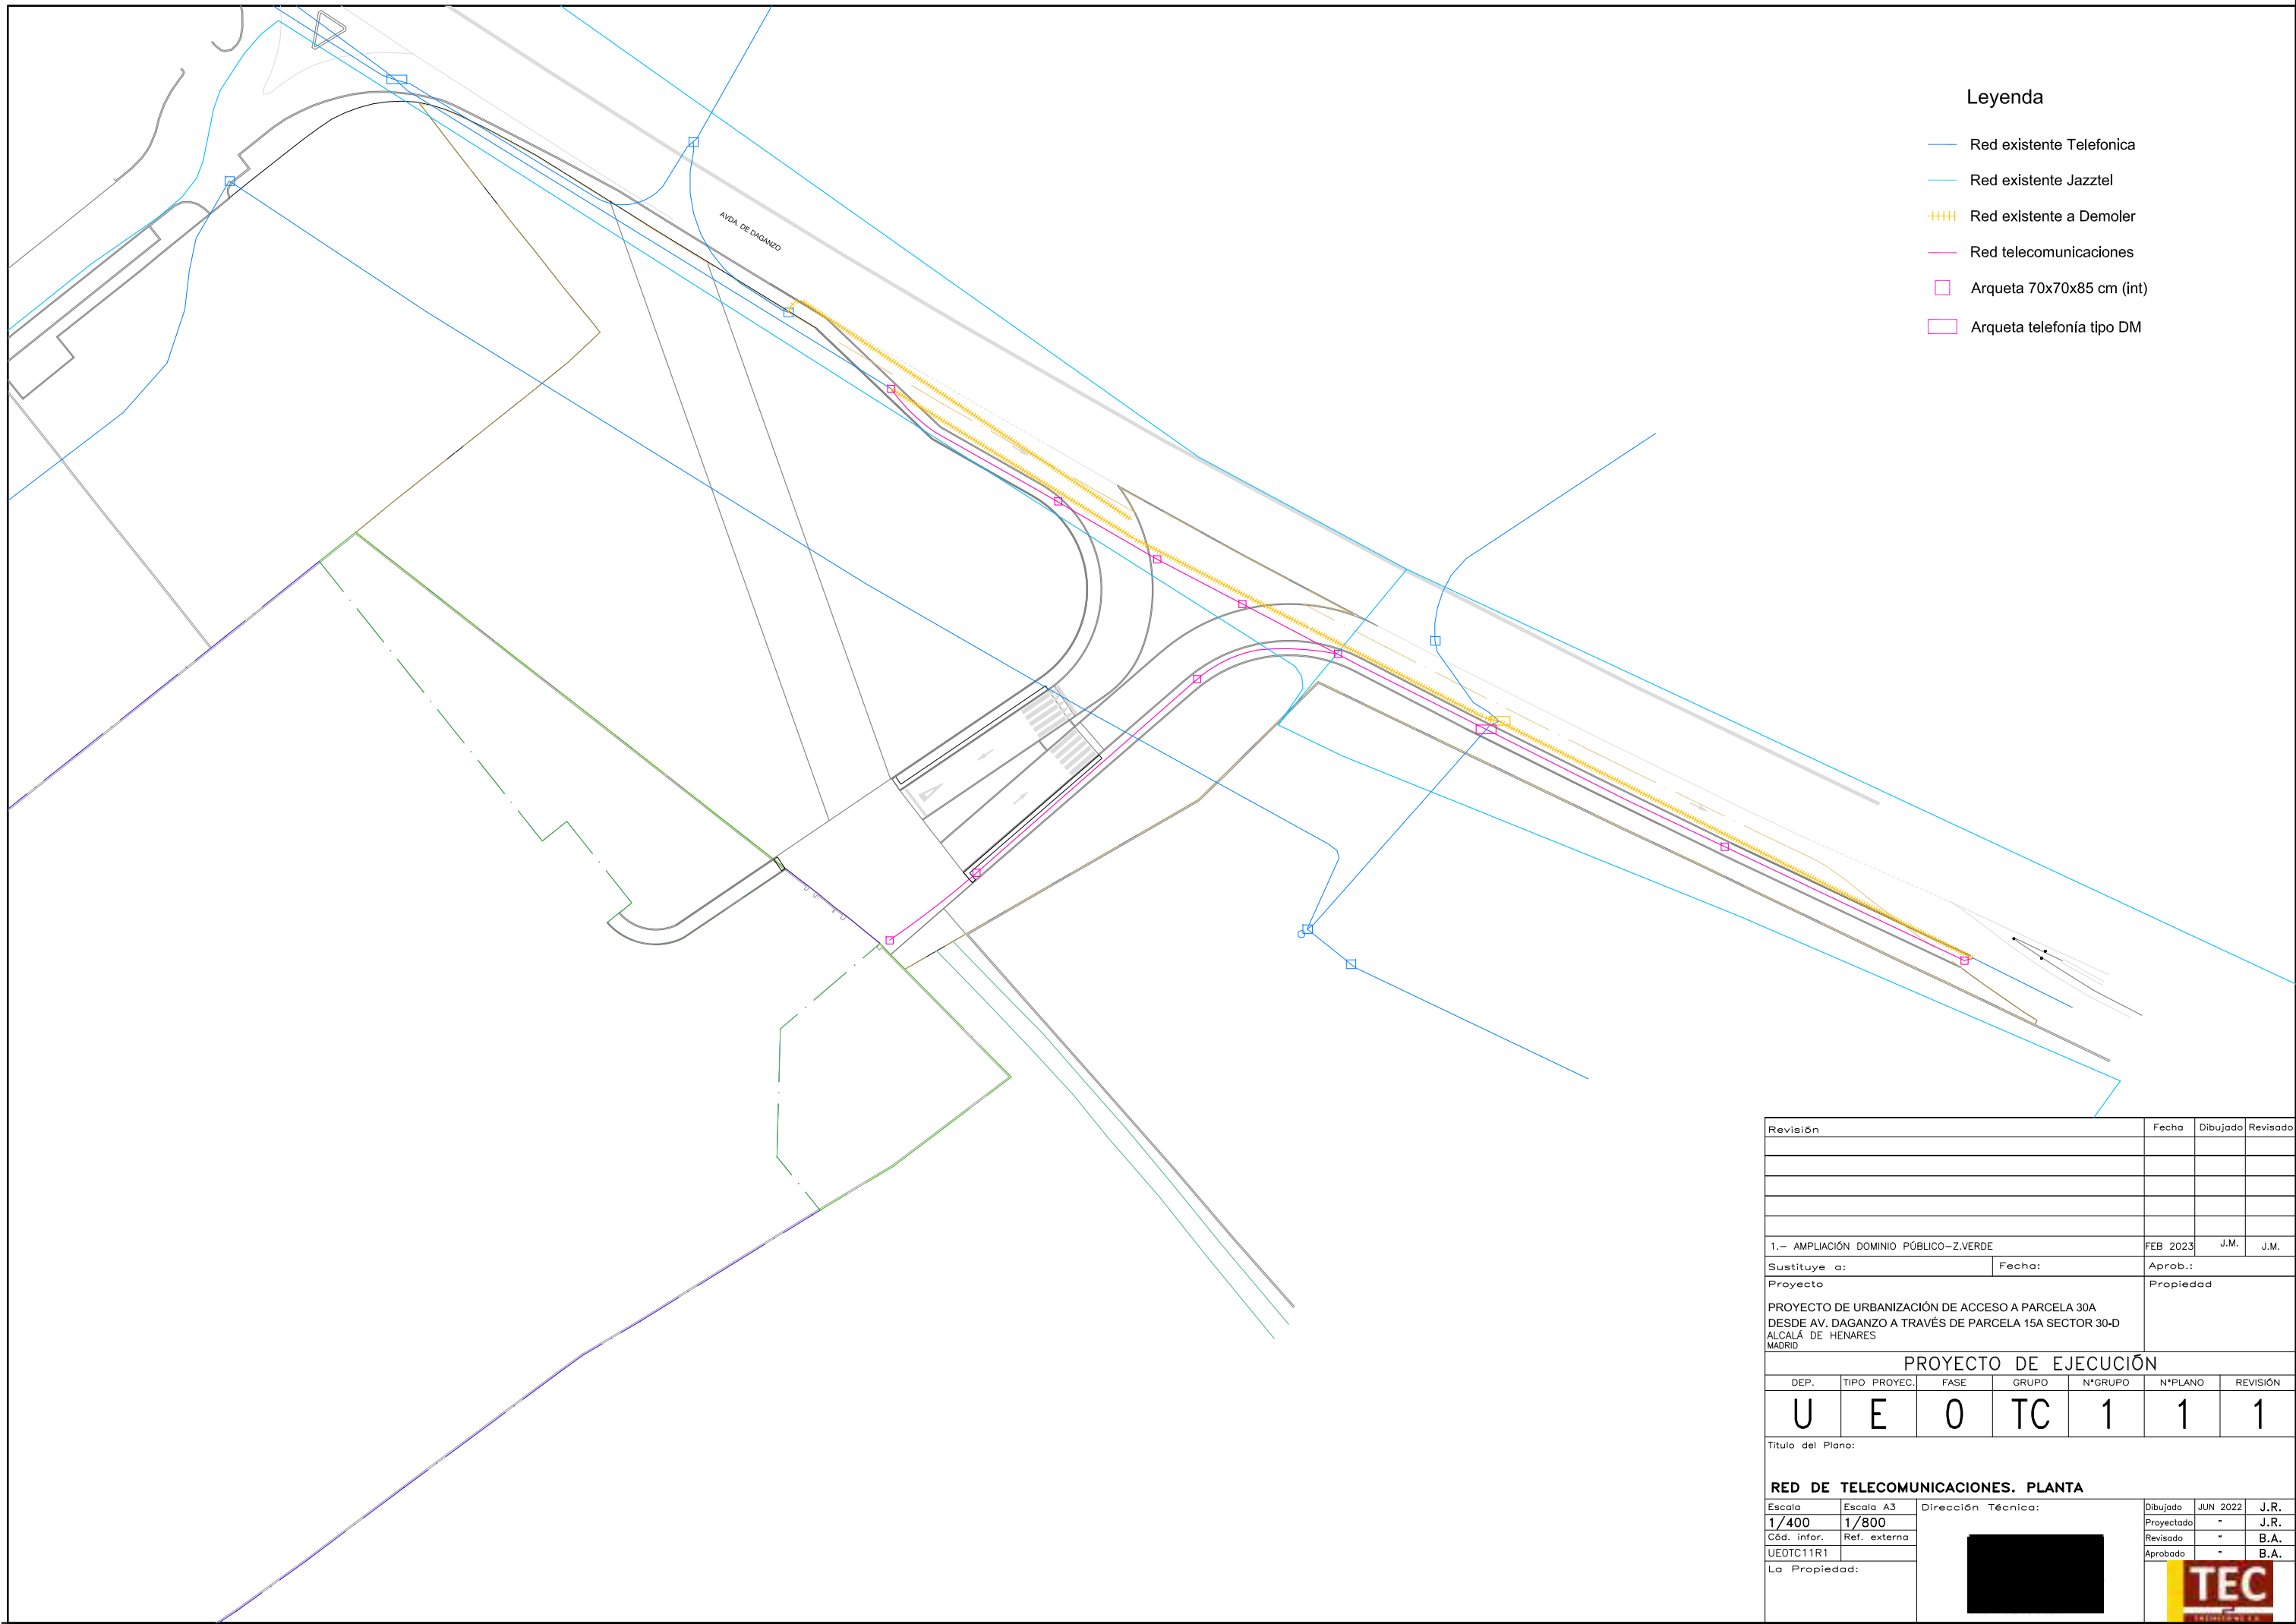 Leyenda
Red existente Telefonica
Red existente Jazztel
Red existente a Demoler
Red telecomunicaciones
Arqueta 70x70x85 cm (int)
Arqueta telefonía tipo DM
AVDA. DE DAGANZO
Revisión Fecha Dibujado Revisado
1.- AMPLIACIÓN DOMINIO PÚBLICO-Z.VERDE FEB 2023 J.M. J.M.
Sustituye a: Fecha: Aprob.:
Proyecto Propiedad
PROYECTO DE URBANIZACIÓN DE ACCESO A PARCELA 30A
DESDE AV. DAGANZO A TRAVÉS DE PARCELA 15A SECTOR 30-D
ALCALÁ DE HENARES
MADRID
PROYECTO DE EJECUCIÓN
DEP. TIPO PROYEC. FASE GRUPO NºGRUPO NºPLANO REVISIÓN
U E 0 TC 1 1 1
Titulo del Plano:
RED DE TELECOMUNICACIONES. PLANTA
Escala Escala A3 Dirección Técnica: Dibujado JUN 2022 J.R.
1/400 1/800 Proyectado " J.R.
Cód. infor. Ref. externa Revisado " B.A.
UE0TC11R1 Aprobado " B.A.
La Propiedad:
TEC